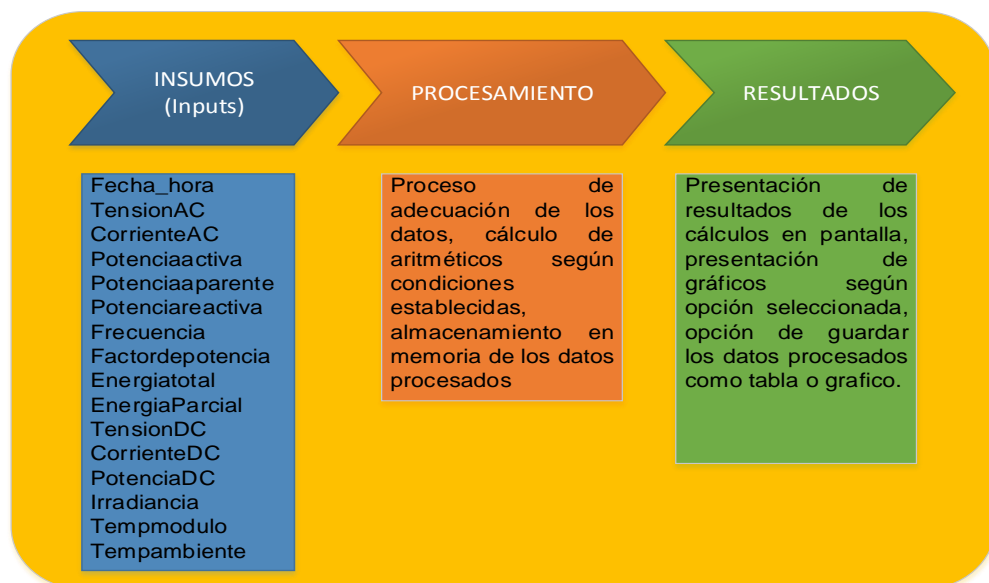 INSUMOS
(Inputs)
PROCESAMIENTO
RESULTADOS
Fecha_hora
TensionAC
CorrienteAC
Potenciaactiva
Potenciaaparente
Potenciareactiva
Frecuencia
Factordepotencia
Energiatotal
EnergiaParcial
TensionDC
CorrienteDC
PotenciaDC
Irradiancia
Tempmodulo
Tempambiente
Proceso de
adecuación de los
datos, cálculo de
aritméticos según
condiciones
establecidas,
almacenamiento en
memoria de los datos
procesados
Presentación de
resultados de los
cálculos en pantalla,
presentación de
gráficos según
opción seleccionada,
opción de guardar
los datos procesados
como tabla o grafico.